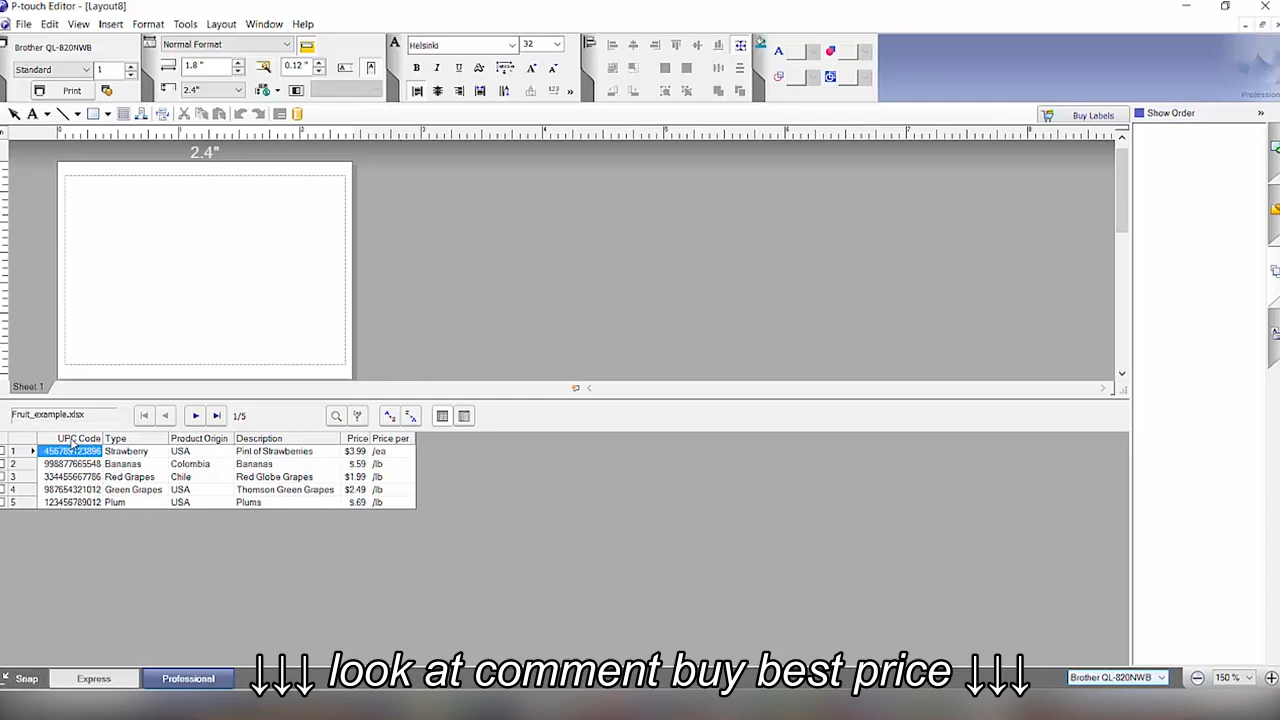 P-touch Editor - [Layout8]
File Edit View Insert Format Tools Layout Window Help
Brother QL-820NWB
Normal Format
Helsinki 32
Standard 1
1.8 " 0.12 "
Print
2.4"
Professional
Buy Labels
Show Order
2.4"
Sheet 1
Fruit_example.xlsx
1/5
UPC Code Type Product Origin Description Price Price per
1 456789123896 Strawberry USA Pint of Strawberries $3.99 /ea
2 998877665548 Bananas Colombia Bananas $.59 /lb
3 334455667786 Red Grapes Chile Red Globe Grapes $1.99 /lb
4 987654321012 Green Grapes USA Thomson Green Grapes $2.49 /lb
5 123456789012 Plum USA Plums $.69 /lb
↓↓↓ look at comment buy best price ↓↓↓
Snap Express Professional
Brother QL-820NWB 150 %